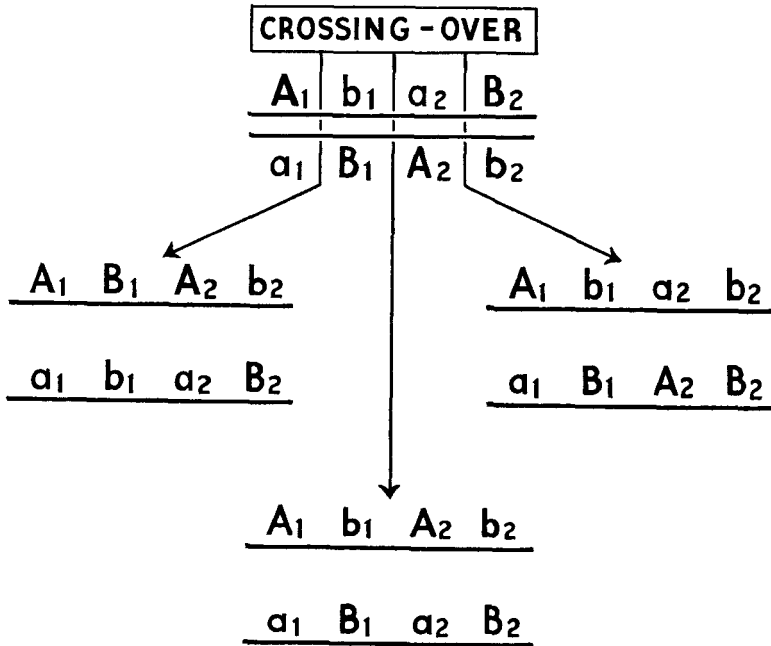 CROSSING-OVER
A1 b1 a2 B2
a1 B1 A2 b2
A1 B1 A2 b2
a1 b1 a2 B2
A1 b1 a2 b2
a1 B1 A2 B2
A1 b1 A2 b2
a1 B1 a2 B2